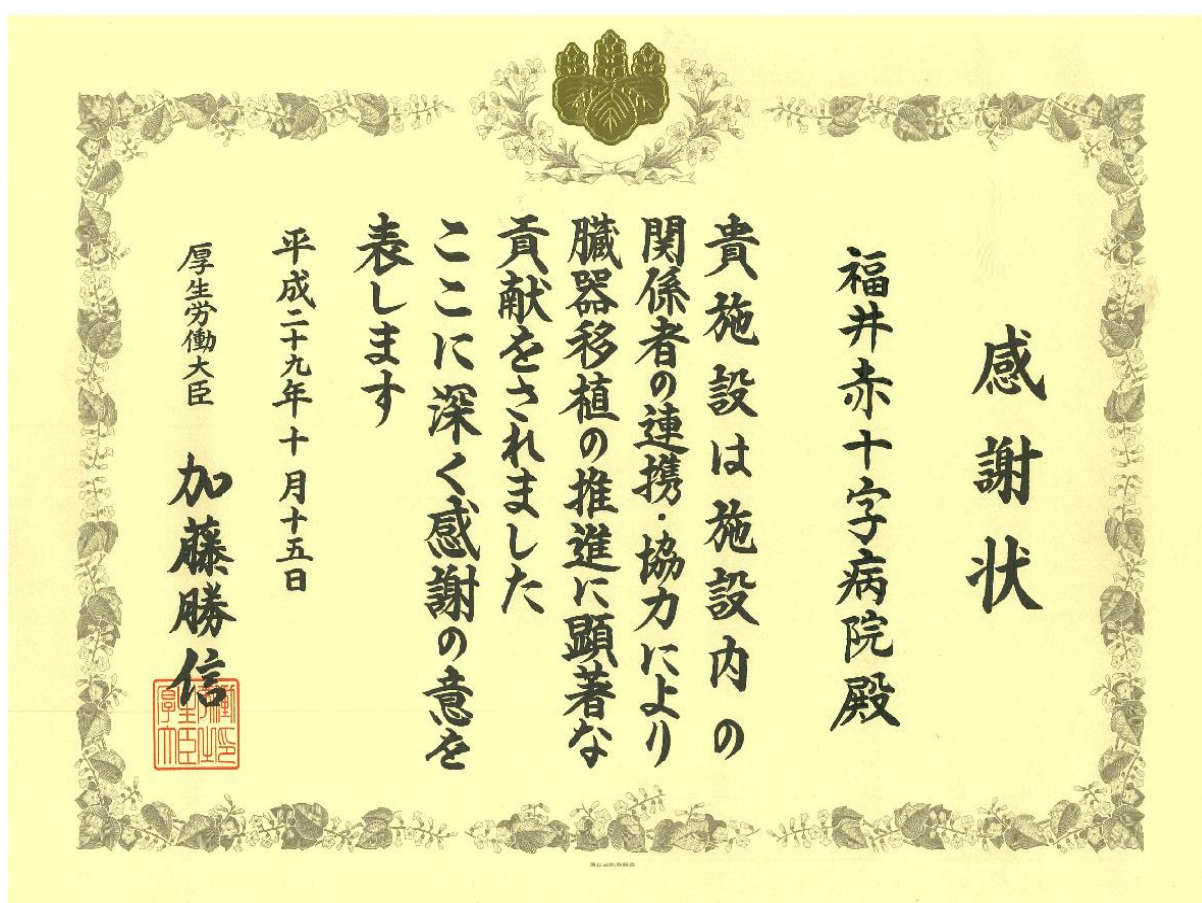 感謝状
福井赤十字病院殿
貴施設は施設内の
関係者の連携・協力により
臓器移植の推進に顕著な
貢献をされました
ここに深く感謝の意を
表します
平成二十九年十月十五日
厚生労働大臣 加藤勝信